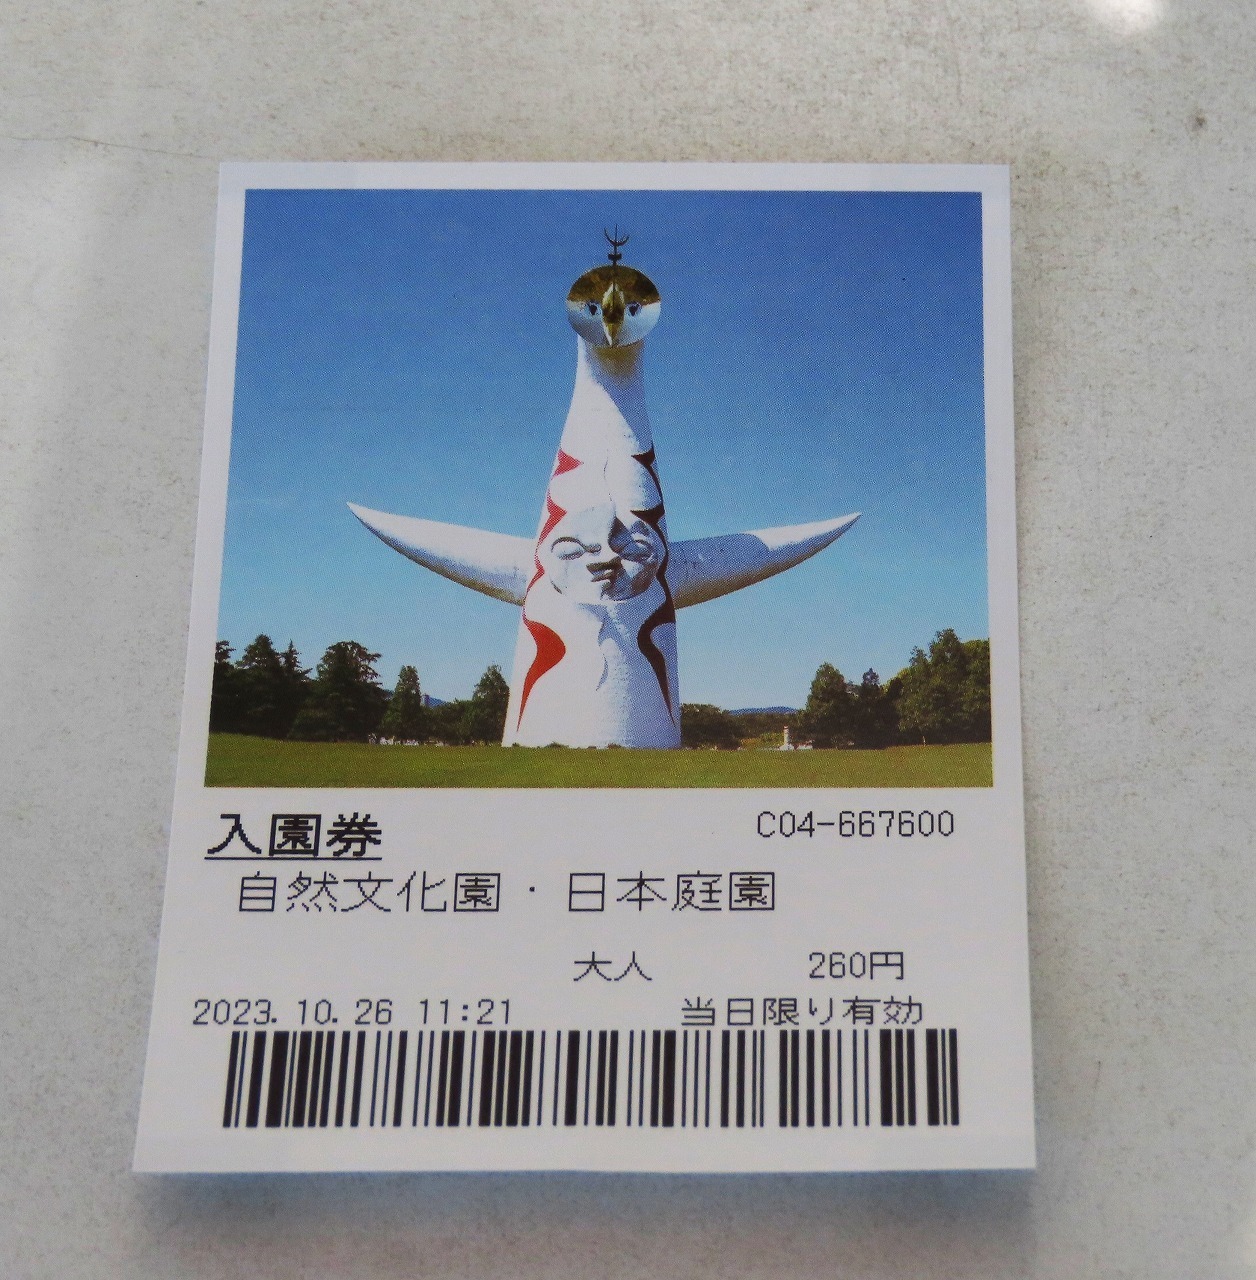 入園券 C04-667600
自然文化園・日本庭園
大人 260円
2023.10.26 11:21 当日限り有効